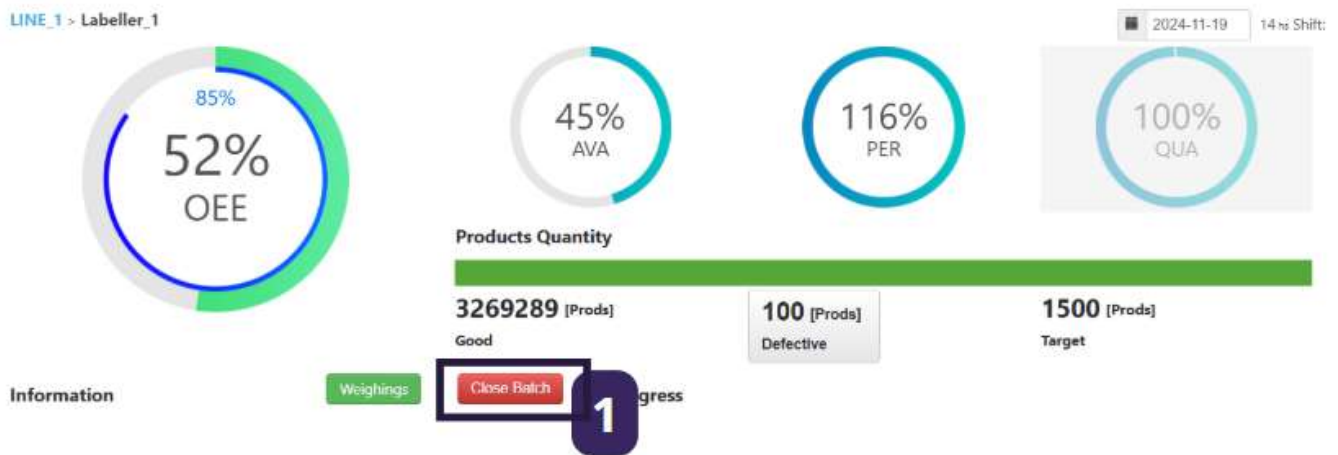 LINE_1 > Labeller_1
2024-11-19 14 hs Shift:
85%
52%
OEE
45%
AVA
116%
PER
100%
QUA
Products Quantity
3269289 [Prods]
Good
100 [Prods]
Defective
1500 [Prods]
Target
Information
Weighings
Close Batch
1
gress